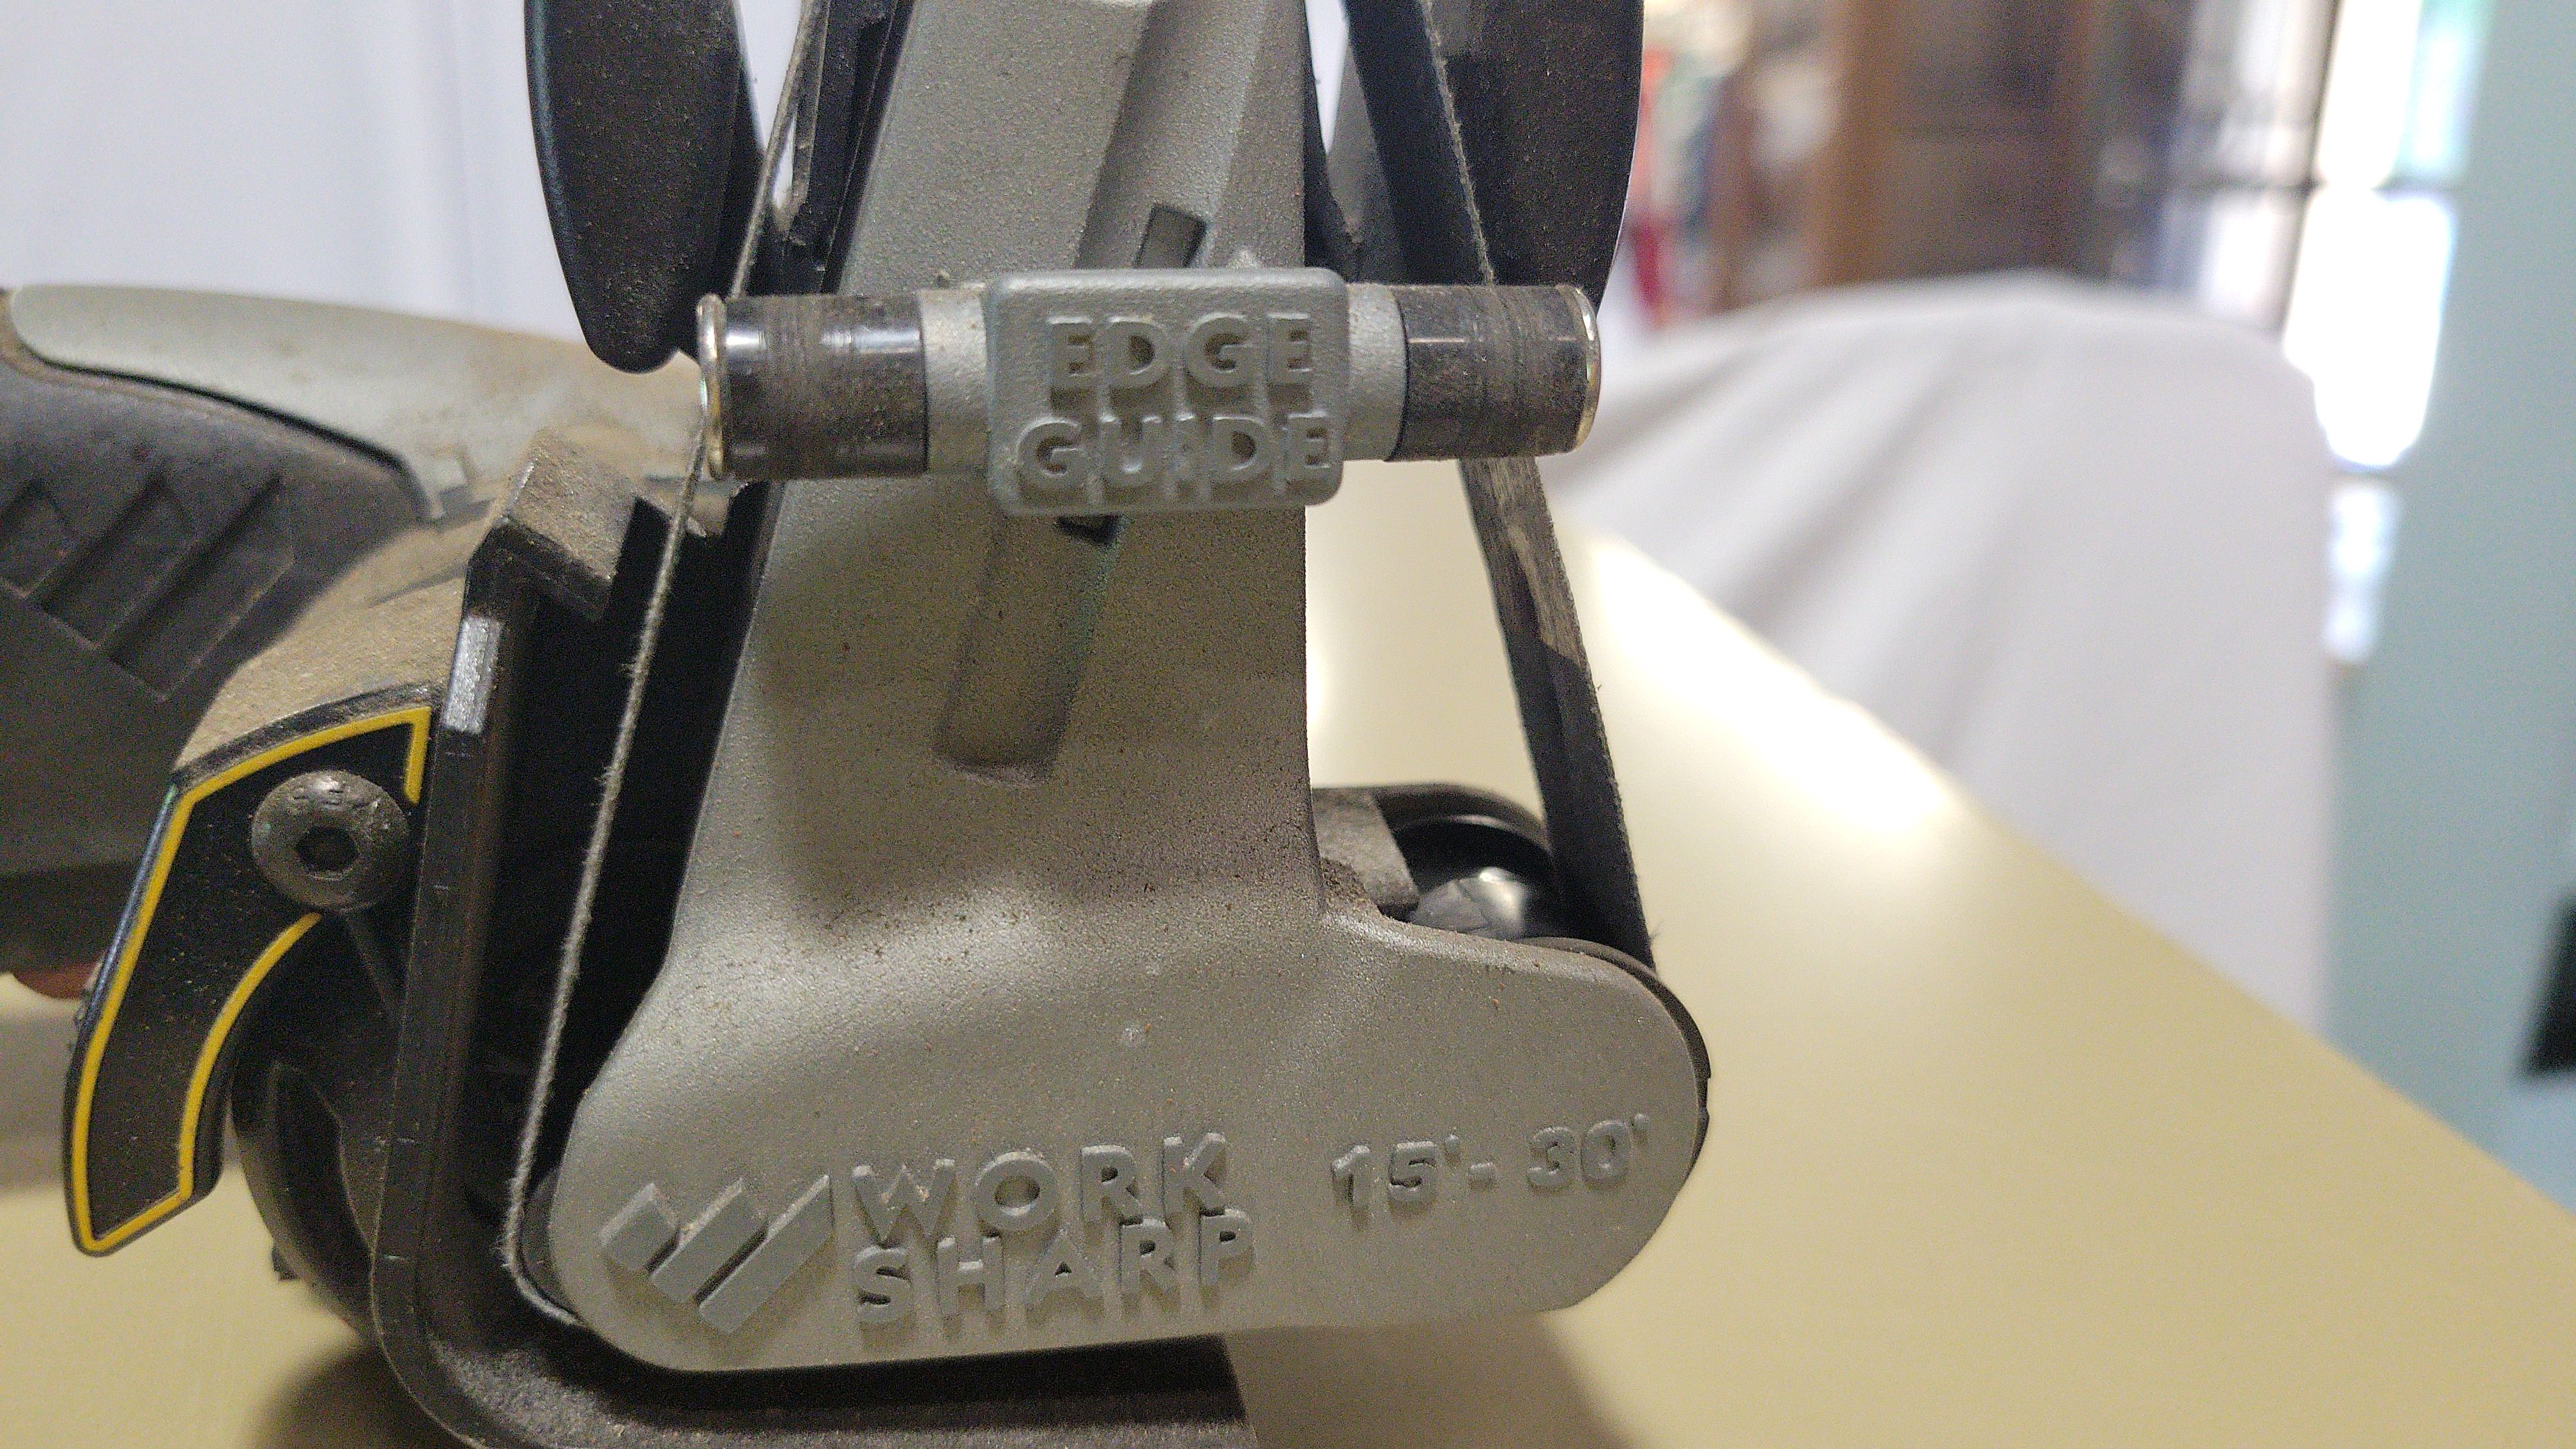 EDGE
GUIDE
WORK
SHARP
15'- 30'